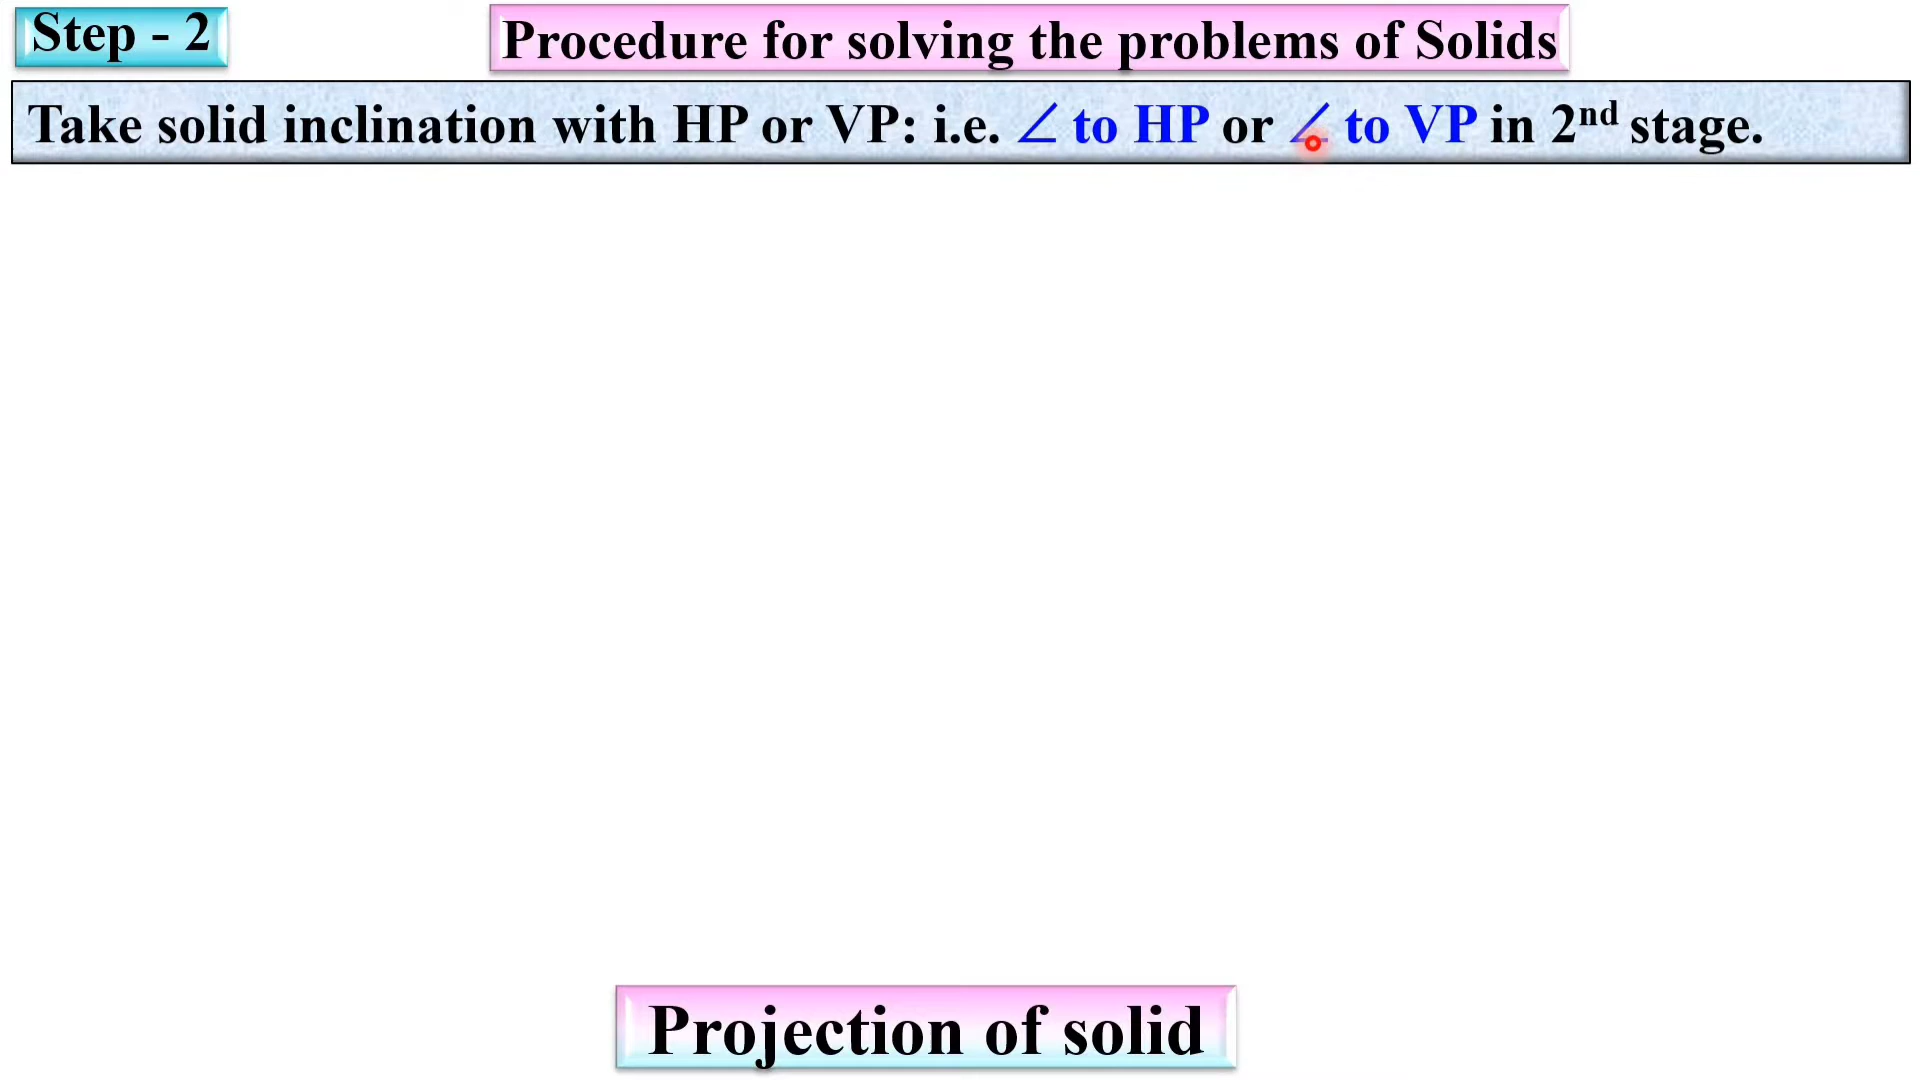 Step - 2
Procedure for solving the problems of Solids
Take solid inclination with HP or VP: i.e. ∠ to HP or ∠ to VP in 2nd stage.
Projection of solid